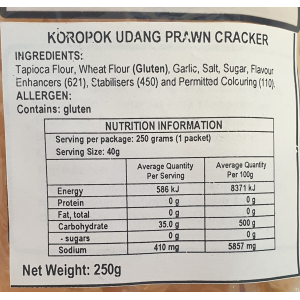 KOROPOK UDANG PRAWN CRACKER
INGREDIENTS:
Tapioca Flour, Wheat Flour (Gluten), Garlic, Salt, Sugar, Flavour
Enhancers (621), Stabilisers (450) and Permitted Colouring (110).
ALLERGEN:
Contains: gluten
NUTRITION INFORMATION
Serving per package: 250 grams (1 packet)
Serving Size: 40g
Average Quantity Per Serving Average Quantity Per 100g
Energy 586 kJ 8371 kJ
Protein 0 g 0 g
Fat, total 0 g 0 g
Carbohydrate 35.0 g 500 g
- sugars 0 g 0 g
Sodium 410 mg 5857 mg
Net Weight: 250g